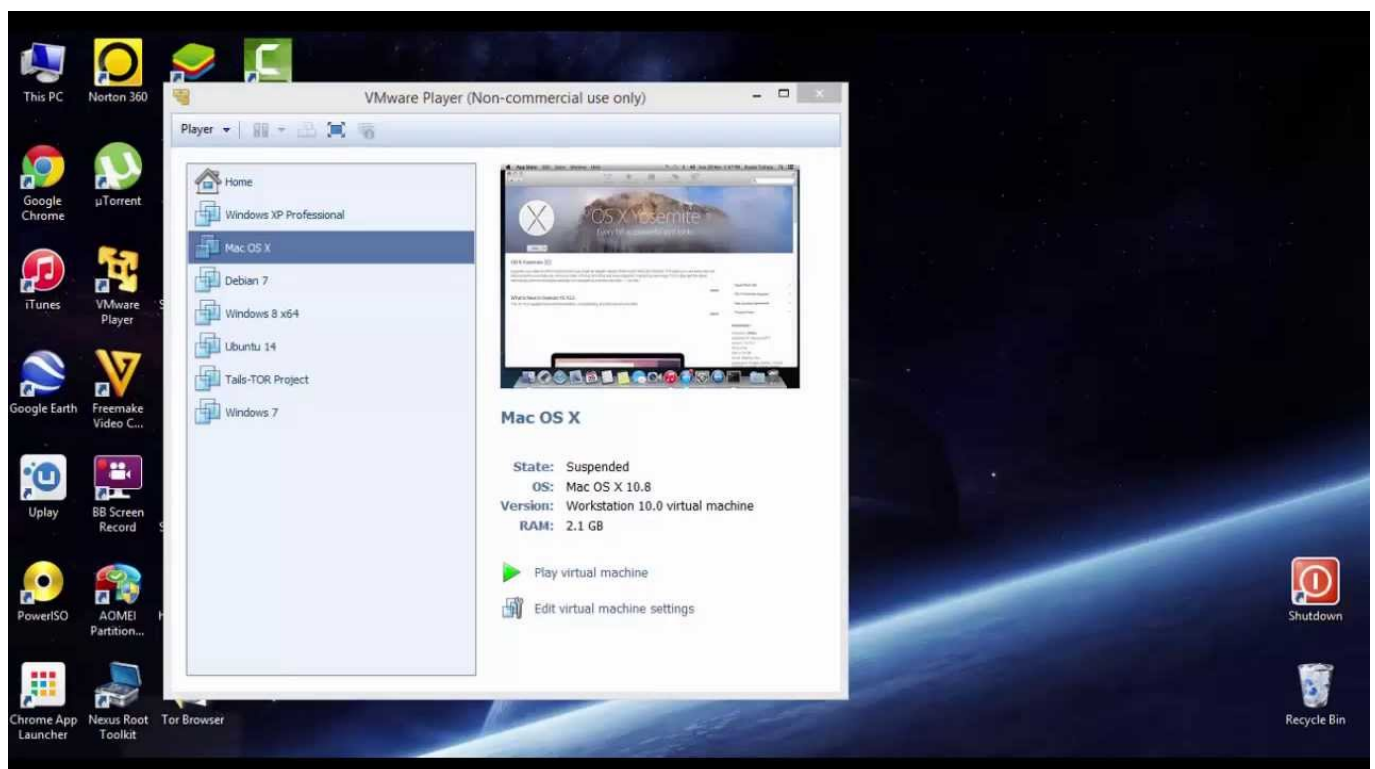 This PC
Norton 360
Google
Chrome
µTorrent
iTunes
VMware
Player
Google Earth
Freemake
Video C...
Uplay
BB Screen
Record
PowerISO
AOMEI
Partition...
Chrome App
Launcher
Nexus Root
Toolkit
Tor Browser
VMware Player (Non-commercial use only)
Player
Home
Windows XP Professional
Mac OS X
Debian 7
Windows 8 x64
Ubuntu 14
Tails-TOR Project
Windows 7
OS X Yosemite
Mac OS X
State: Suspended
OS: Mac OS X 10.8
Version: Workstation 10.0 virtual machine
RAM: 2.1 GB
Play virtual machine
Edit virtual machine settings
Shutdown
Recycle Bin